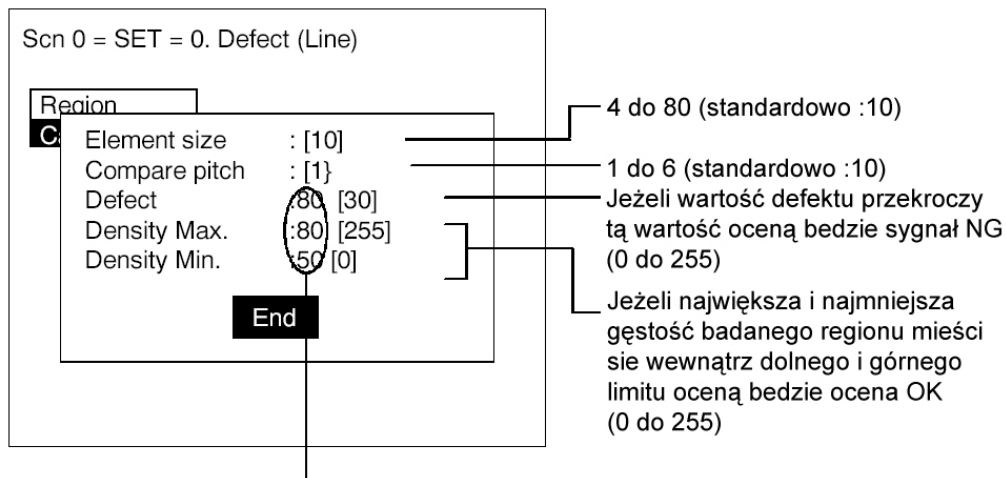 Scn 0 = SET = 0. Defect (Line)
Region
Element size : [10]
Compare pitch : [1}
Defect :80 [30]
Density Max. :80 [255]
Density Min. :50 [0]
End
4 do 80 (standardowo :10)
1 do 6 (standardowo :10)
Jeżeli wartość defektu przekroczy
tą wartość oceną bedzie sygnał NG
(0 do 255)
Jeżeli największa i najmniejsza
gęstość badanego regionu mieści
sie wewnątrz dolnego i górnego
limitu oceną bedzie ocena OK
(0 do 255)